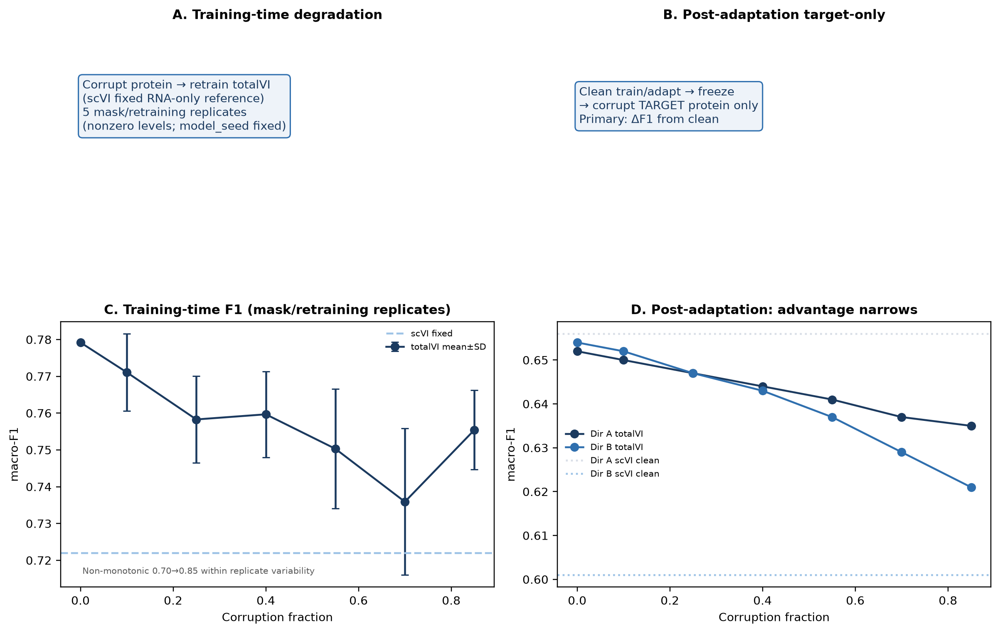 A. Training-time degradation
B. Post-adaptation target-only
Corrupt protein → retrain totalVI
(scVI fixed RNA-only reference)
5 mask/retraining replicates
(nonzero levels; model_seed fixed)
Clean train/adapt → freeze
→ corrupt TARGET protein only
Primary: ΔF1 from clean
C. Training-time F1 (mask/retraining replicates)
macro-F1
0.78
0.77
0.76
0.75
0.74
0.73
0.72
scVI fixed
totalVI mean±SD
Non-monotonic 0.70→0.85 within replicate variability
0.0 0.2 0.4 0.6 0.8
Corruption fraction
D. Post-adaptation: advantage narrows
macro-F1
0.65
0.64
0.63
0.62
0.61
0.60
Dir A totalVI
Dir B totalVI
Dir A scVI clean
Dir B scVI clean
0.0 0.2 0.4 0.6 0.8
Corruption fraction